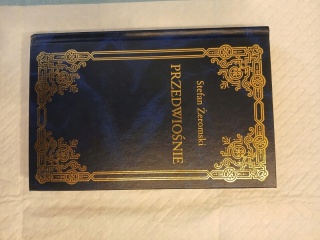 Stefan Żeromski
PRZEDWIOŚNIE